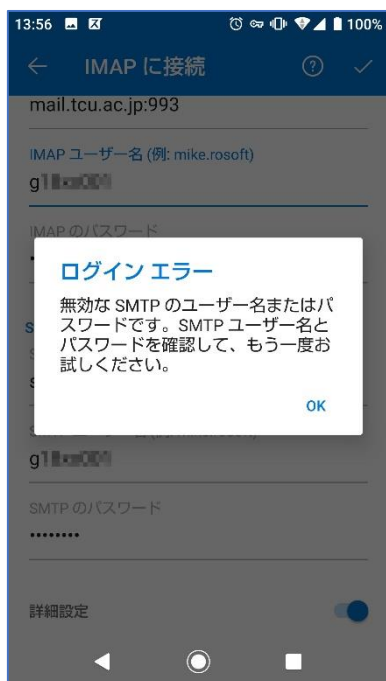 13:56
100%
IMAP に接続
mail.tcu.ac.jp:993
IMAP ユーザー名 (例: mike.rosoft)
IMAP のパスワード
ログイン エラー
無効な SMTP のユーザー名またはパ
スワードです。SMTP ユーザー名と
パスワードを確認して、もう一度お
試しください。
OK
SMTP のパスワード
••••••••
詳細設定